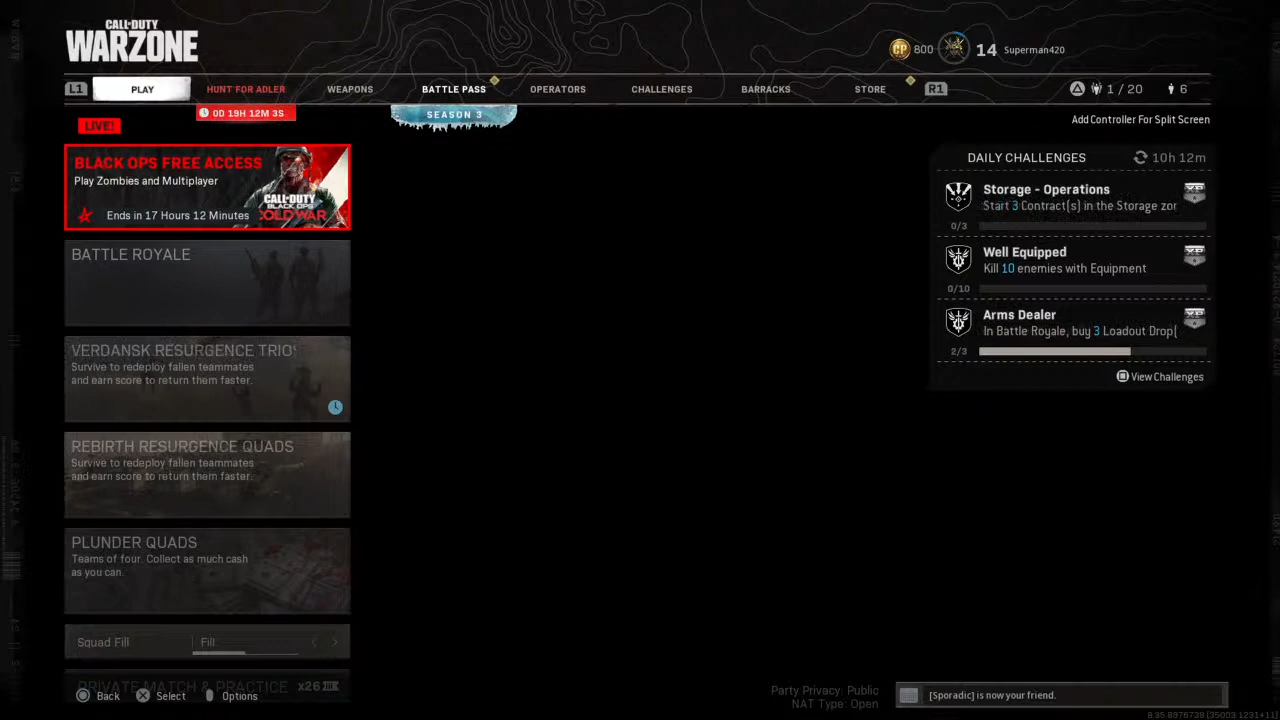 CALL OF DUTY
WARZONE
CP 800 14 Superman420
L1 PLAY HUNT FOR ADLER WEAPONS BATTLE PASS OPERATORS CHALLENGES BARRACKS STORE R1 1 / 20 6
0D 19H 12M 3S
SEASON 3
Add Controller For Split Screen
LIVE!
BLACK OPS FREE ACCESS
Play Zombies and Multiplayer
CALL OF DUTY
BLACK OPS
COLD WAR
Ends in 17 Hours 12 Minutes
BATTLE ROYALE
VERDANSK RESURGENCE TRIO
Survive to redeploy fallen teammates
and earn score to return them faster.
REBIRTH RESURGENCE QUADS
Survive to redeploy fallen teammates
and earn score to return them faster.
PLUNDER QUADS
Teams of four. Collect as much cash
as you can.
Squad Fill Fill
PRIVATE MATCH & PRACTICE x26
Back Select Options
DAILY CHALLENGES 10h 12m
Storage - Operations XP
Start 3 Contract(s) in the Storage zor
0/3
Well Equipped XP
Kill 10 enemies with Equipment
0/10
Arms Dealer XP
In Battle Royale, buy 3 Loadout Drop(
2/3
View Challenges
Party Privacy: Public
NAT Type: Open
[Sporadic] is now your friend.